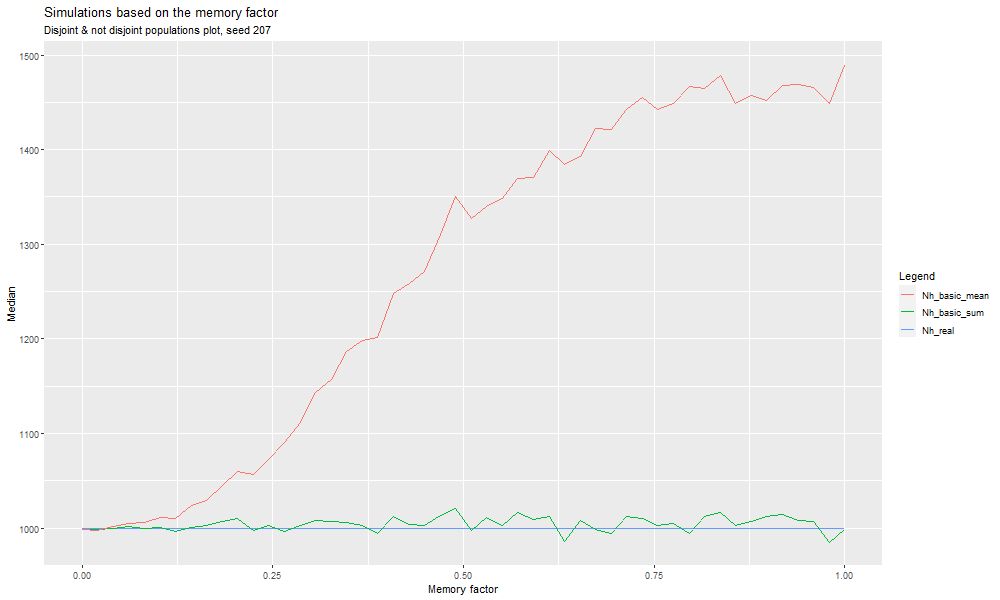 Simulations based on the memory factor
Disjoint & not disjoint populations plot, seed 207
1500
1400
1300
1200
1100
1000
Median
0.00
0.25
0.50
0.75
1.00
Memory factor
Legend
Nh_basic_mean
Nh_basic_sum
Nh_real